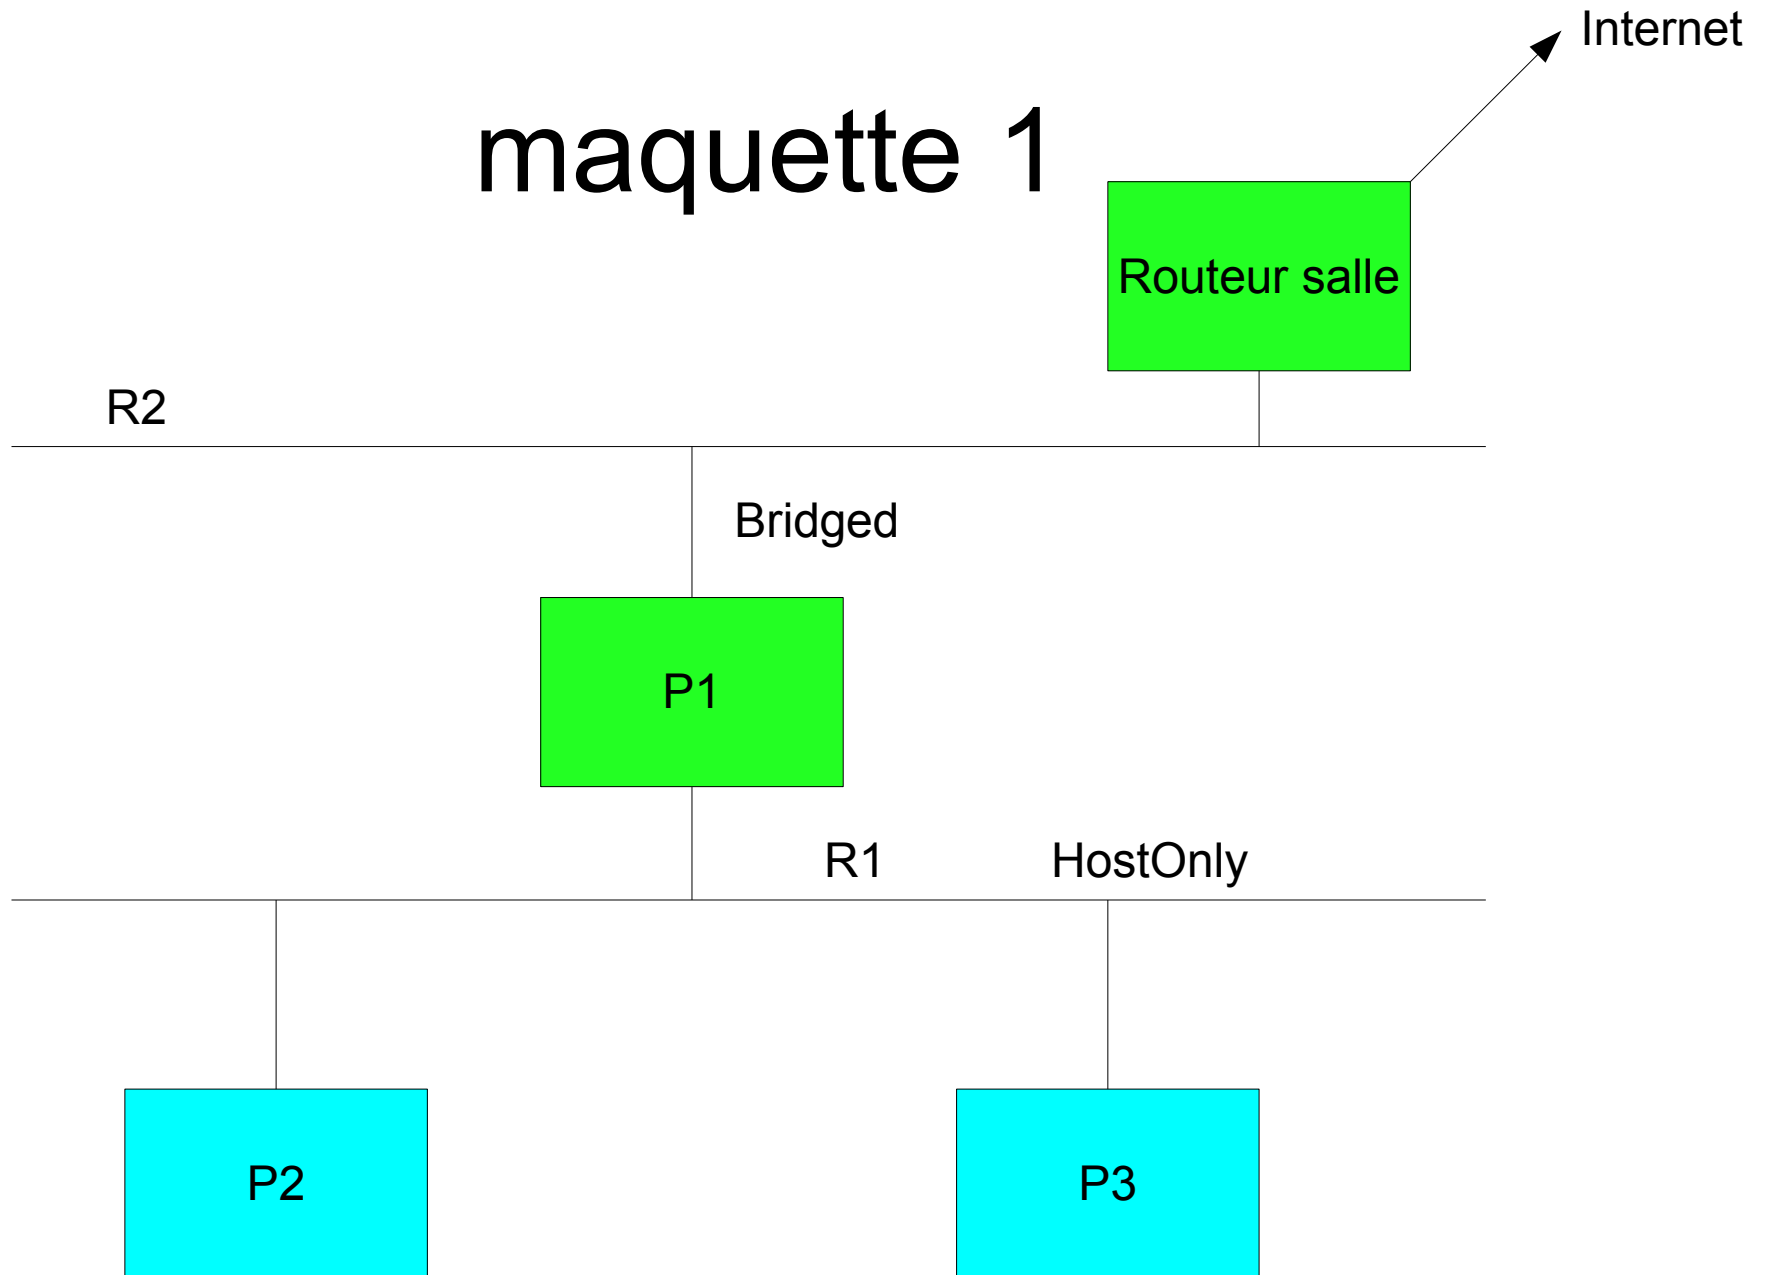 Internet
maquette 1
Routeur salle
R2
Bridged
P1
R1 HostOnly
P2 P3